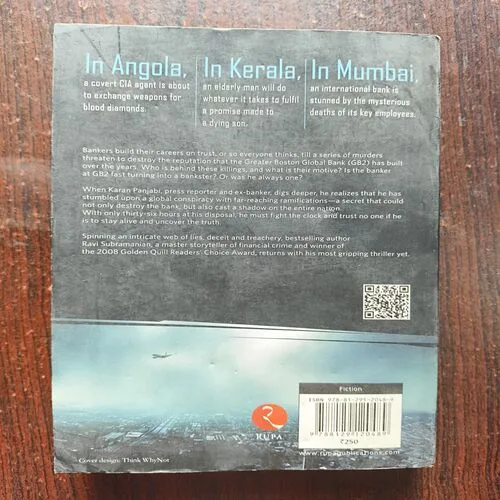 In Angola,
a covert CIA agent is about
to exchange weapons for
blood diamonds.
In Kerala,
an elderly man will do
whatever it takes to fulfil
a promise made to
a dying son.
In Mumbai,
an international bank is
stunned by the mysterious
deaths of its key employees.
Bankers build their careers on trust, or so everyone thinks, till a series of murders
threaten to destroy the reputation that the Greater Boston Global Bank (GB2) has built
over the years. Who is behind these killings, and what is their motive? Is the banker
at GB2 fast turning into a bankster? Or was he always one?
When Karan Panjabi, press reporter and ex-banker, digs deeper, he realizes that he has
stumbled upon a global conspiracy with far-reaching ramifications—a secret that could
not only destroy the bank, but also cast a shadow on the entire nation.
With only thirty-six hours at his disposal, he must fight the clock and trust no one if he
is to stay alive and uncover the truth.
Spinning an intricate web of lies, deceit and treachery, bestselling author
Ravi Subramanian, a master storyteller of financial crime and winner of
the 2008 Golden Quill Readers' Choice Award, returns with his most gripping thriller yet.
Fiction
ISBN 978-81-291-2048-9
9 788129 120489
₹250
www.rupapublications.com
RUPA
Cover design: Think WhyNot